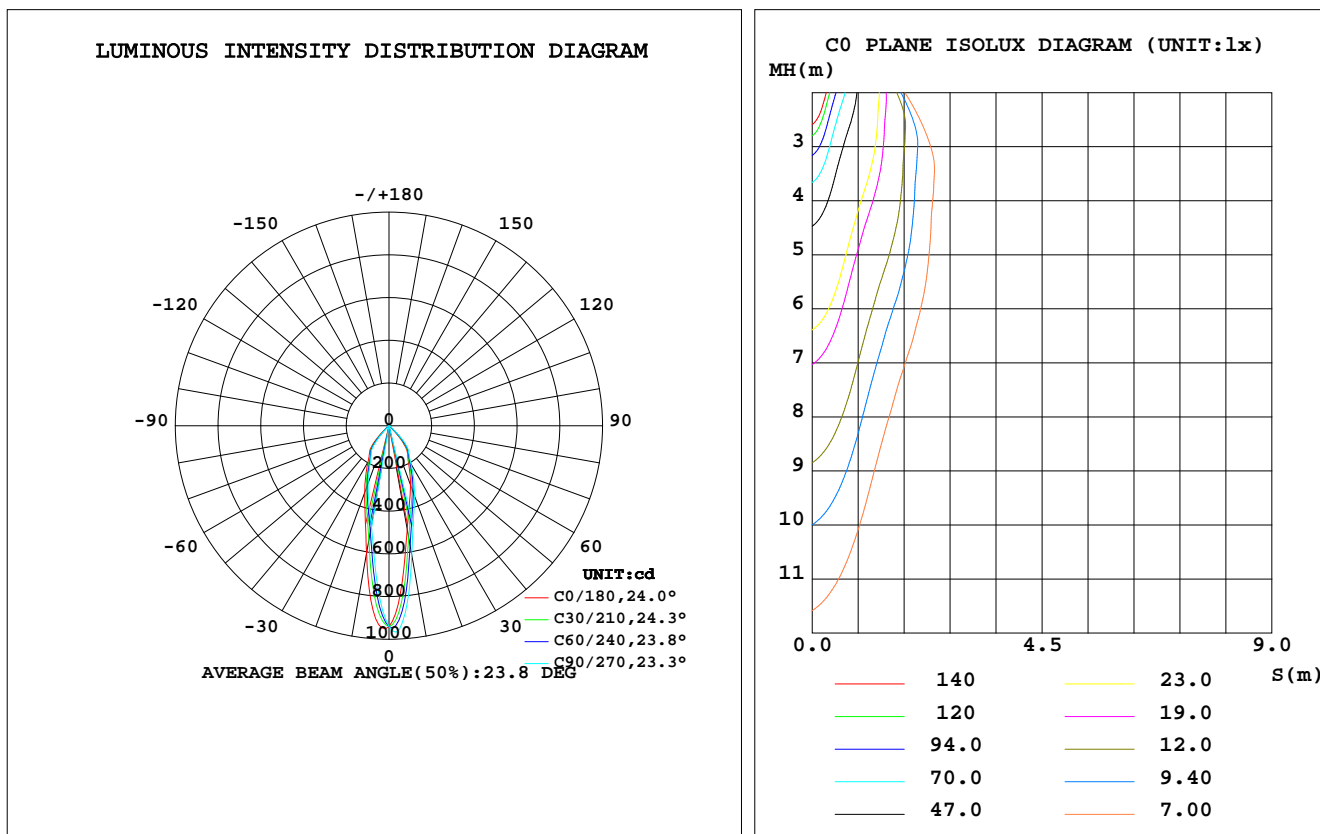 LUMINOUS INTENSITY DISTRIBUTION DIAGRAM
-/+180
-150 150
-120 120
-90 90
-60 60
-30 30
0
0
200
400
600
800
1000
UNIT:cd
C0/180,24.0°
C30/210,24.3°
C60/240,23.8°
C90/270,23.3°
AVERAGE BEAM ANGLE(50%):23.8 DEG
C0 PLANE ISOLUX DIAGRAM (UNIT:lx)
MH(m)
3
4
5
6
7
8
9
10
11
0.0 4.5 9.0
S(m)
140 23.0
120 19.0
94.0 12.0
70.0 9.40
47.0 7.00